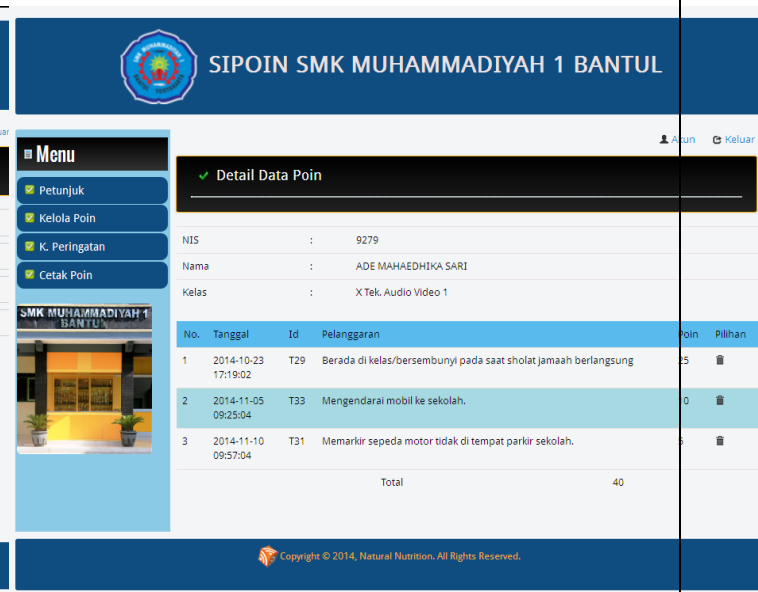 SIPOIN SMK MUHAMMADIYAH 1 BANTUL
uar
Akun Keluar
Menu
Petunjuk
Kelola Poin
K. Peringatan
Cetak Poin
SMK MUHAMMADIYAH 1
BANTUL
Detail Data Poin
NIS : 9279
Nama : ADE MAHAEDHIKA SARI
Kelas : X Tek. Audio Video 1
No. Tanggal Id Pelanggaran Poin Pilihan
1 2014-10-23 T29 Berada di kelas/bersembunyi pada saat sholat jamaah berlangsung 25
17:19:02
2 2014-11-05 T33 Mengendarai mobil ke sekolah. 10
09:25:04
3 2014-11-10 T31 Memarkir sepeda motor tidak di tempat parkir sekolah. 5
09:57:04
Total 40
Copyright © 2014, Natural Nutrition. All Rights Reserved.